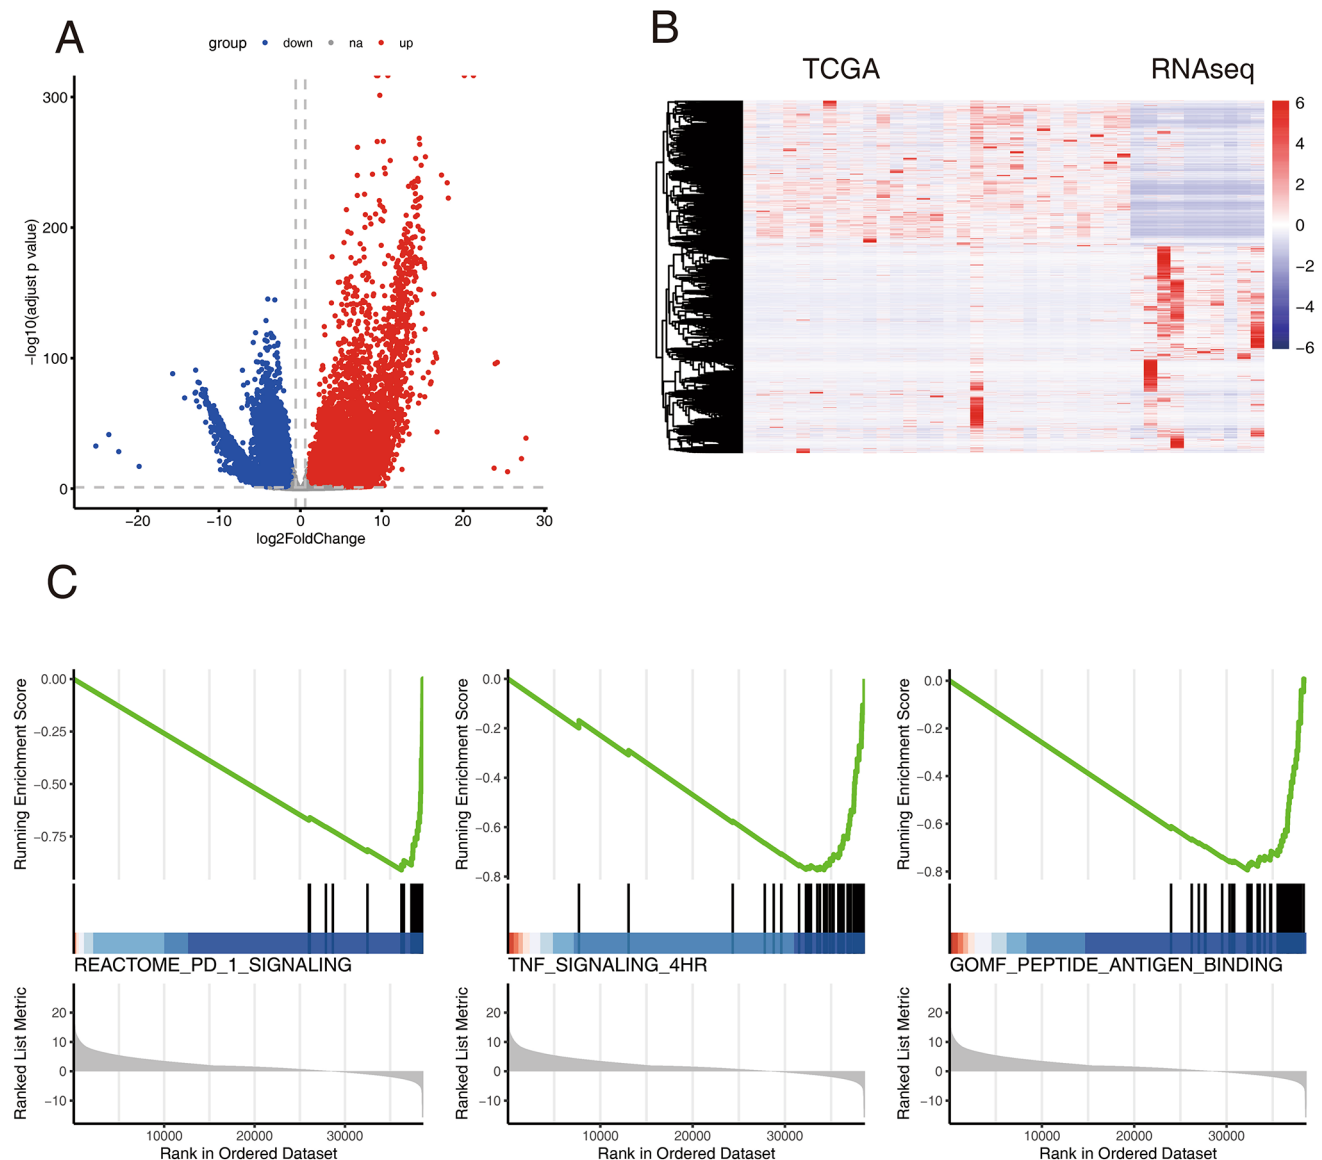 A
group down na up
−log10(adjust p value)
300
200
100
0
−20 −10 0 10 20 30
log2FoldChange
B
TCGA RNAseq
6
4
2
0
−2
−4
−6
C
Running Enrichment Score
0.00
−0.25
−0.50
−0.75
REACTOME_PD_1_SIGNALING
Ranked List Metric
20
10
0
−10
10000 20000 30000
Rank in Ordered Dataset
Running Enrichment Score
0.0
−0.2
−0.4
−0.6
−0.8
TNF_SIGNALING_4HR
Ranked List Metric
20
10
0
−10
10000 20000 30000
Rank in Ordered Dataset
Running Enrichment Score
0.0
−0.2
−0.4
−0.6
−0.8
GOMF_PEPTIDE_ANTIGEN_BINDING
Ranked List Metric
20
10
0
−10
10000 20000 30000
Rank in Ordered Dataset